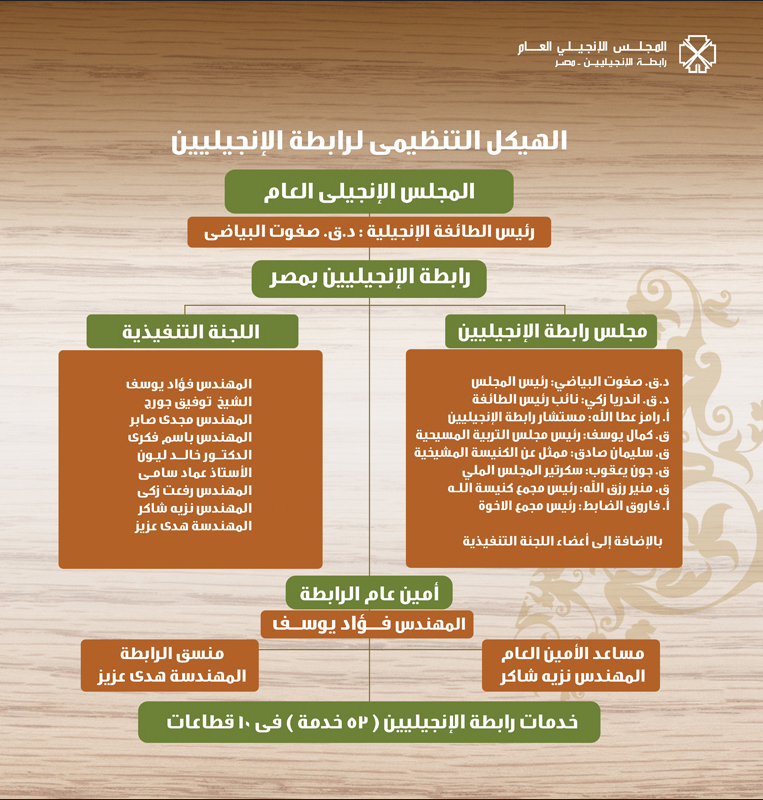 المجلس الإنجيلي العام
رابطة الإنجيليين - مصر
الهيكل التنظيمى لرابطة الإنجيليين
المجلس الإنجيلى العام
رئيس الطائفة الإنجيلية : د.ق. صفوت البياضى
رابطة الإنجيليين بمصر
مجلس رابطة الإنجيليين
د.ق. صفوت البياضي: رئيس المجلس
د. ق. اندريا زكي: نائب رئيس الطائفة
أ. رامز عطا الله: مستشار رابطة الإنجيليين
ق. كمال يوسف: رئيس مجلس التربية المسيحية
ق. سليمان صادق: ممثل عن الكنيسة المشيخية
ق. جون يعقوب: سكرتير المجلس الملي
ق. منير رزق الله: رئيس مجمع كنيسة الله
أ. فاروق الضابط: رئيس مجمع الاخوة
بالإضافة إلى أعضاء اللجنة التنفيذية
اللجنة التنفيذية
المهندس فؤاد يوسف
الشيخ توفيق جورج
المهندس مجدى صابر
المهندس باسم فكرى
الدكتور خالد ليون
الأستاذ عماد سامى
المهندس رفعت زكى
المهندس نزيه شاكر
المهندسة هدى عزيز
أمين عام الرابطة
المهندس فؤاد يوسف
مساعد الأمين العام
المهندس نزيه شاكر
منسق الرابطة
المهندسة هدى عزيز
خدمات رابطة الإنجيليين ( ٥٢ خدمة ) فى ١٠ قطاعات